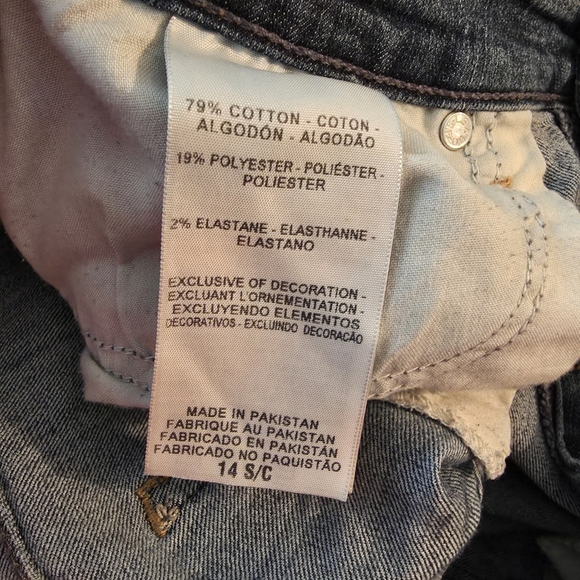 79% COTTON - COTON -
ALGODÓN - ALGODÃO
19% POLYESTER - POLIÉSTER -
POLIESTER
2% ELASTANE - ELASTHANNE -
ELASTANO
EXCLUSIVE OF DECORATION -
EXCLUANT L'ORNEMENTATION -
EXCLUYENDO ELEMENTOS
DECORATIVOS - EXCLUINDO DECORAÇÃO
MADE IN PAKISTAN
FABRIQUE AU PAKISTAN
FABRICADO EN PAKISTÁN
FABRICADO NO PAQUISTÃO
14 S/C